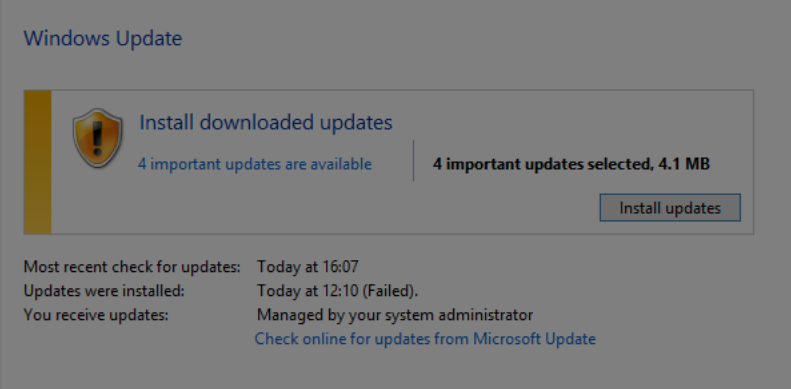 Windows Update
Install downloaded updates
4 important updates are available
4 important updates selected, 4.1 MB
Install updates
Most recent check for updates: Today at 16:07
Updates were installed: Today at 12:10 (Failed).
You receive updates: Managed by your system administrator
Check online for updates from Microsoft Update